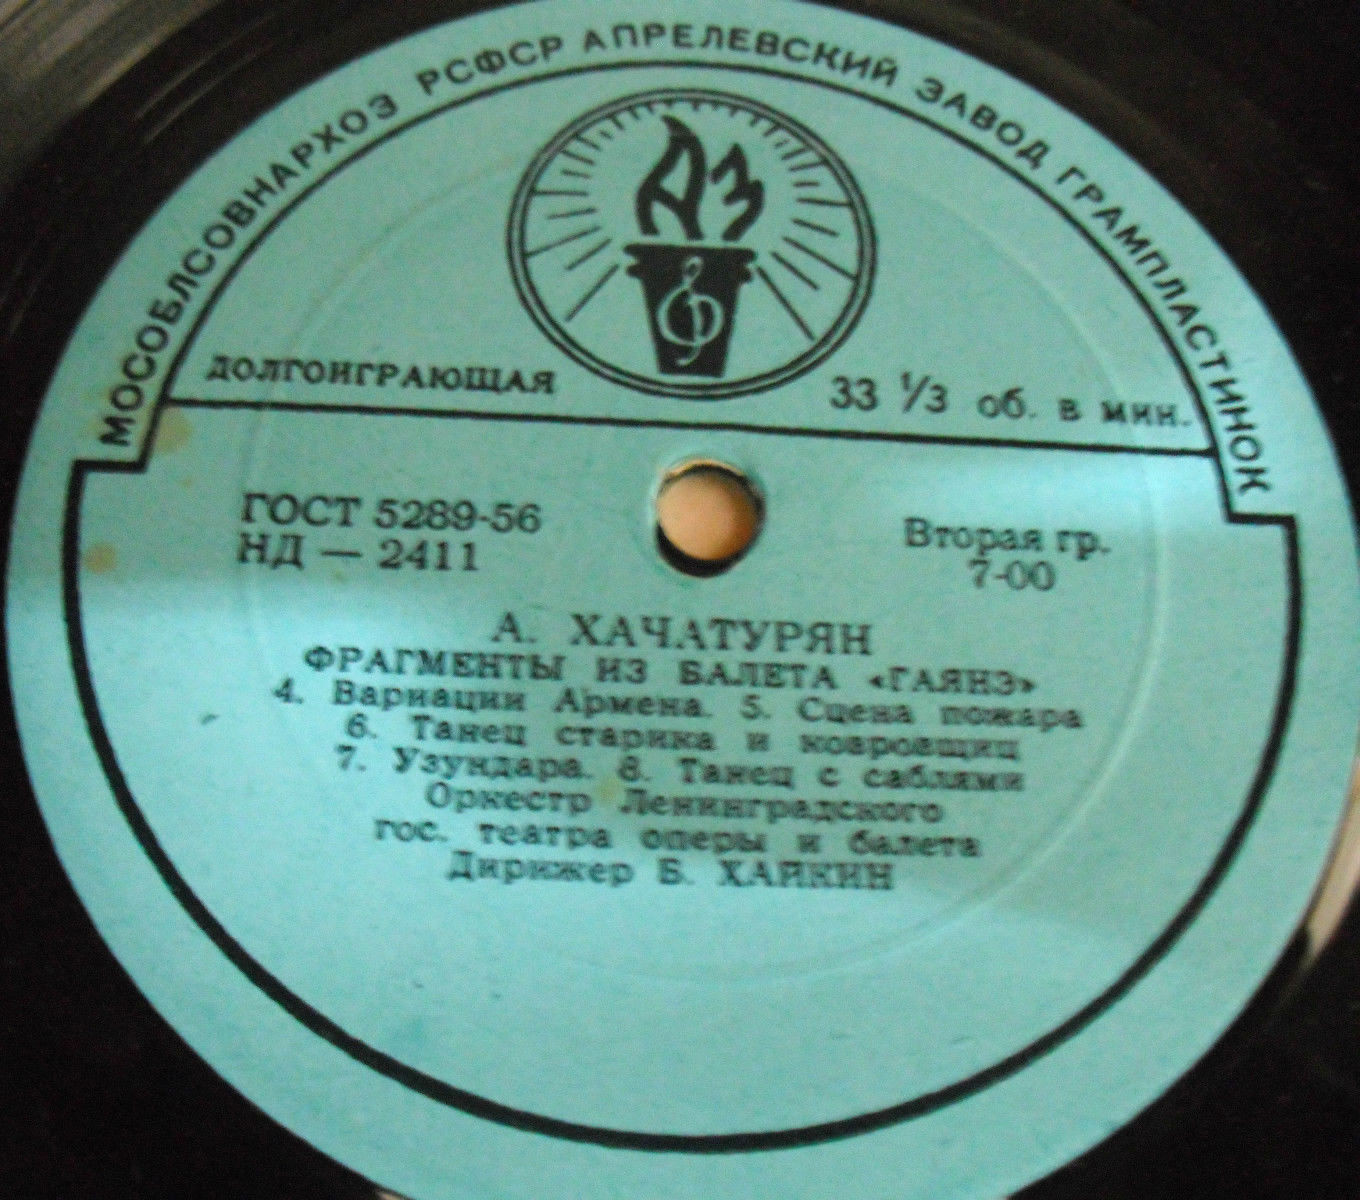 МОСОБЛСОВНАРХОЗ РСФСР АПРЕЛЕВСКИЙ ЗАВОД ГРАМПЛАСТИНОК
АЗ
ДОЛГОИГРАЮЩАЯ
33 1/3 об. в мин.
ГОСТ 5289-56
НД — 2411
Вторая гр.
7-00
А. ХАЧАТУРЯН
ФРАГМЕНТЫ ИЗ БАЛЕТА «ГАЯНЭ»
4. Вариации Армена. 5. Сцена пожара
6. Танец старика и ковровщиц
7. Узундара. 8. Танец с саблями
Оркестр Ленинградского
гос. театра оперы и балета
Дирижер Б. ХАЙКИН